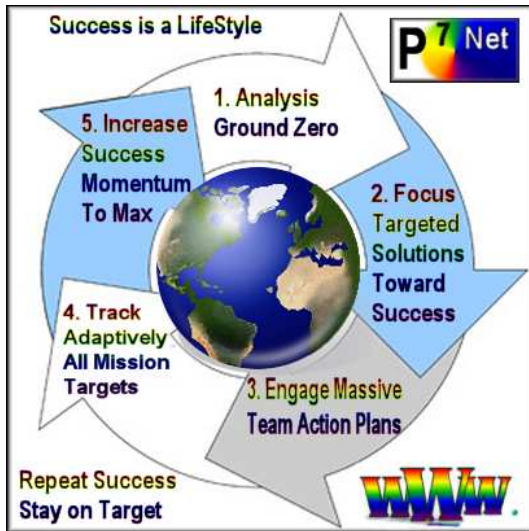 Success is a LifeStyle
P7 Net
1. Analysis
Ground Zero
2. Focus
Targeted
Solutions
Toward
Success
3. Engage Massive
Team Action Plans
4. Track
Adaptively
All Mission
Targets
5. Increase
Success
Momentum
To Max
Repeat Success
Stay on Target
WWW.